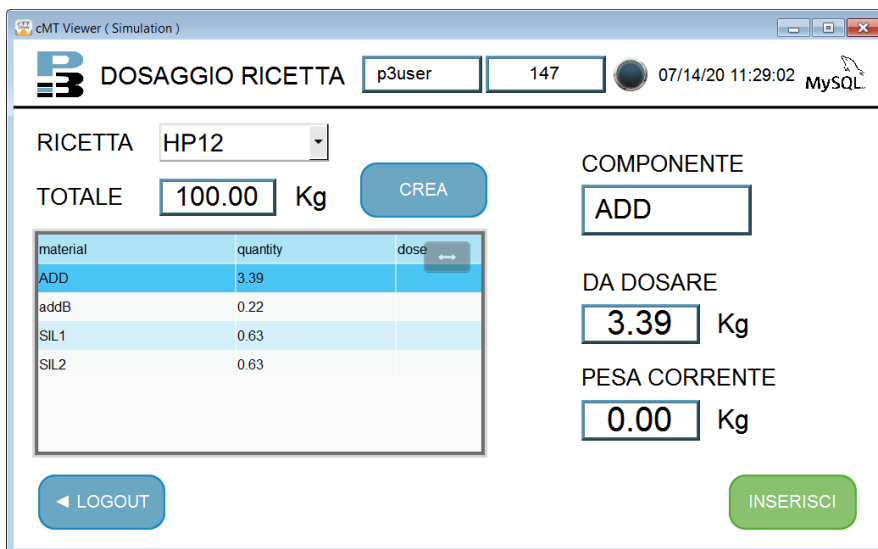 cMT Viewer ( Simulation )
P3 DOSAGGIO RICETTA p3user 147 07/14/20 11:29:02 MySQL
RICETTA HP12
TOTALE 100.00 Kg CREA
material quantity dose
ADD 3.39
addB 0.22
SIL1 0.63
SIL2 0.63
COMPONENTE
ADD
DA DOSARE
3.39 Kg
PESA CORRENTE
0.00 Kg
◄ LOGOUT
INSERISCI